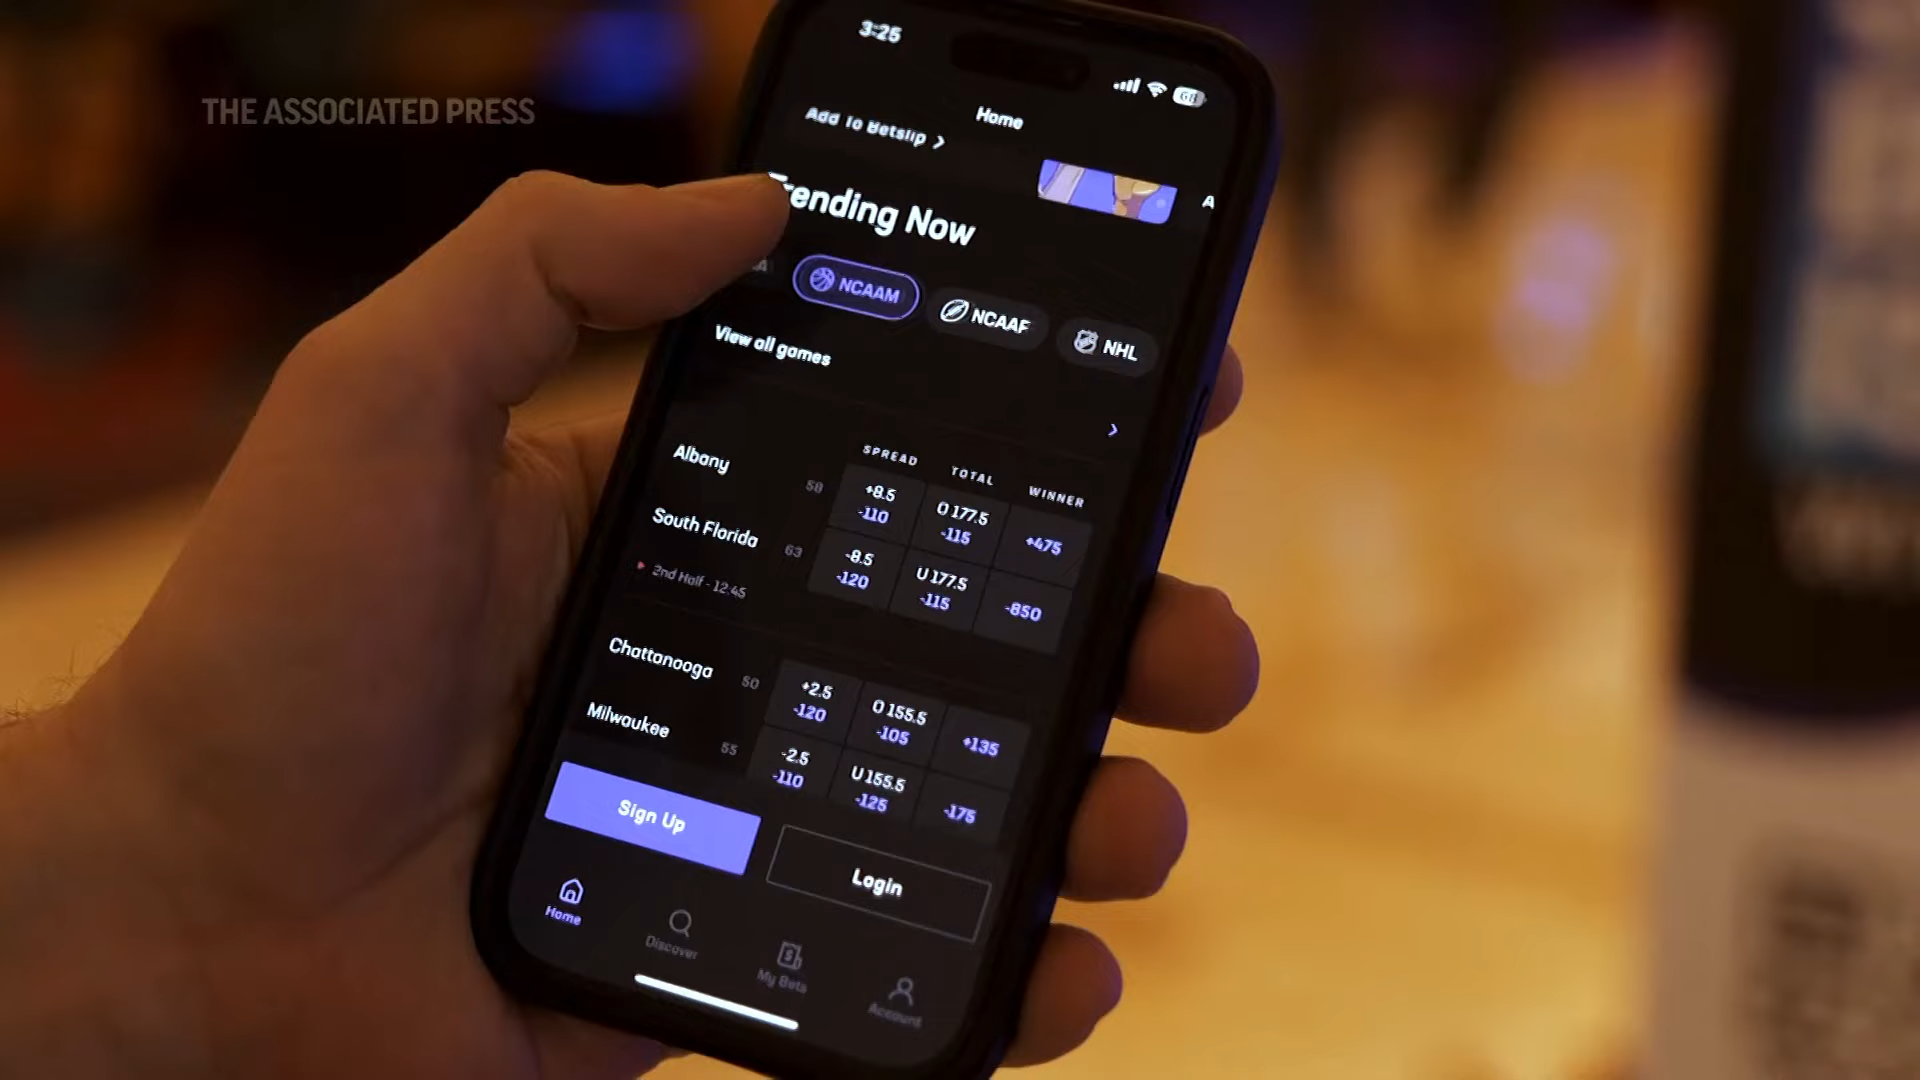 THE ASSOCIATED PRESS
3:25
68
Home
Add To Betslip >
Trending Now
A
NCAAM
NCAAF
NHL
View all games
SPREAD TOTAL WINNER
Albany 58 +8.5 -110 O 177.5 -115 +475
South Florida 63 -8.5 -120 U 177.5 -115 -850
2nd Half - 12:45
Chattanooga 50 +2.5 -120 O 155.5 -105 +135
Milwaukee 55 -2.5 -110 U 155.5 -125 -175
Sign Up
Login
Home
Discover
My Bets
Account